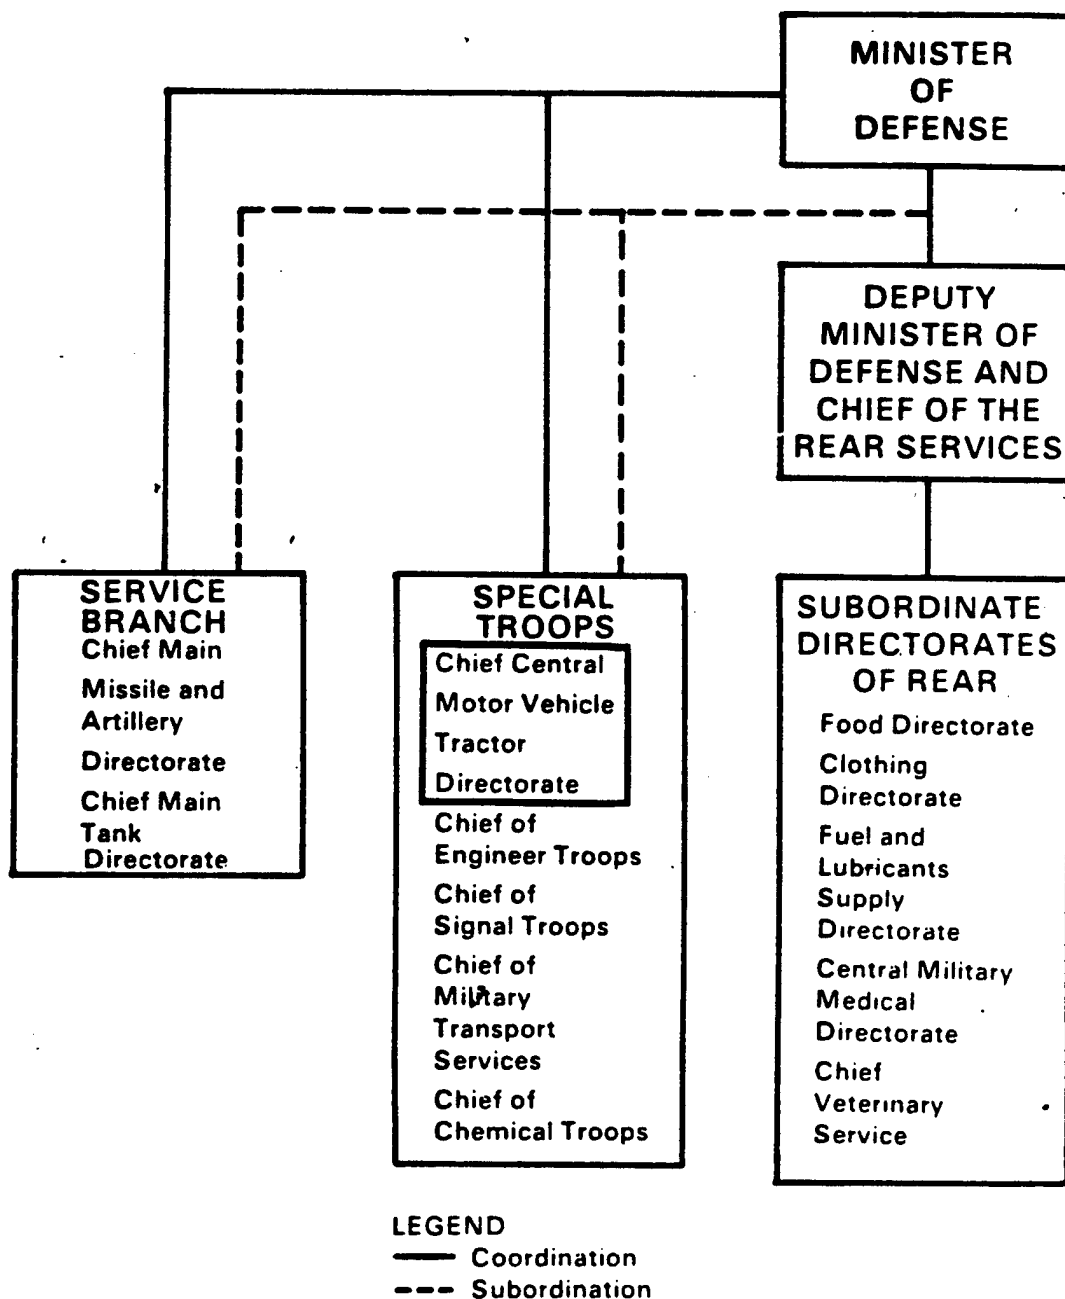 MINISTER
OF
DEFENSE
DEPUTY
MINISTER OF
DEFENSE AND
CHIEF OF THE
REAR SERVICES
SERVICE
BRANCH
Chief Main
Missile and
Artillery
Directorate
Chief Main
Tank
Directorate
SPECIAL
TROOPS
Chief Central
Motor Vehicle
Tractor
Directorate
Chief of
Engineer Troops
Chief of
Signal Troops
Chief of
Military
Transport
Services
Chief of
Chemical Troops
SUBORDINATE
DIRECTORATES
OF REAR
Food Directorate
Clothing
Directorate
Fuel and
Lubricants
Supply
Directorate
Central Military
Medical
Directorate
Chief
Veterinary
Service
LEGEND
Coordination
Subordination